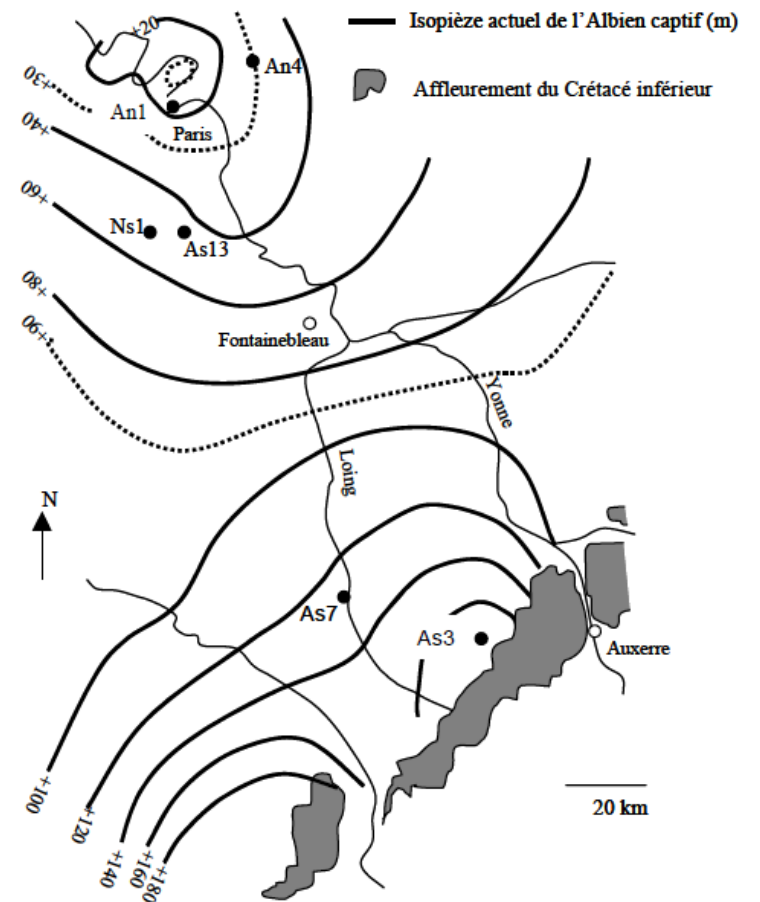 Isopièze actuel de l'Albien captif (m)
Affleurement du Crétacé inférieur
+20
An4
+30
An1
Paris
+40
+60
Ns1
As13
+80
Fontainebleau
+90
Yonne
Loing
N
As7
As3
Auxerre
+100
20 km
+120
+140
+160
+180